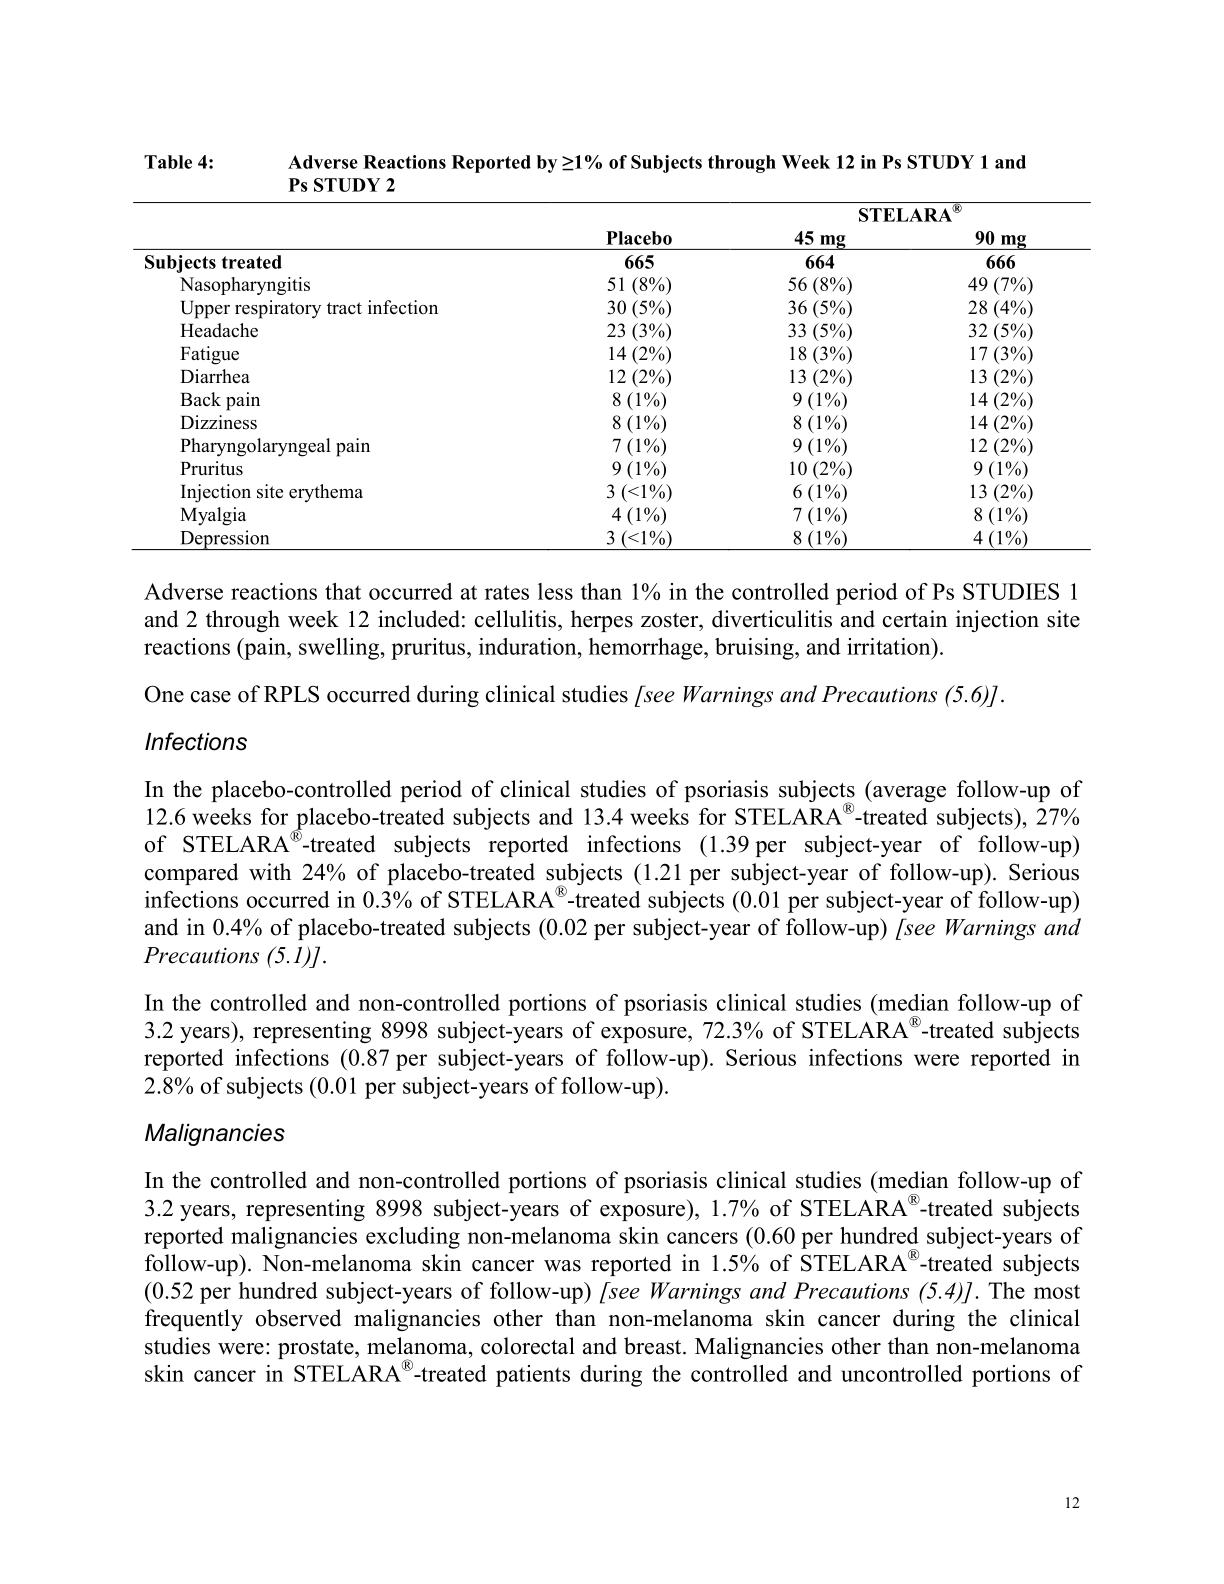 Table 4: Adverse Reactions Reported by ≥1% of Subjects through Week 12 in Ps STUDY 1 and
Ps STUDY 2
STELARA®
Placebo 45 mg 90 mg
Subjects treated 665 664 666
Nasopharyngitis 51 (8%) 56 (8%) 49 (7%)
Upper respiratory tract infection 30 (5%) 36 (5%) 28 (4%)
Headache 23 (3%) 33 (5%) 32 (5%)
Fatigue 14 (2%) 18 (3%) 17 (3%)
Diarrhea 12 (2%) 13 (2%) 13 (2%)
Back pain 8 (1%) 9 (1%) 14 (2%)
Dizziness 8 (1%) 8 (1%) 14 (2%)
Pharyngolaryngeal pain 7 (1%) 9 (1%) 12 (2%)
Pruritus 9 (1%) 10 (2%) 9 (1%)
Injection site erythema 3 (<1%) 6 (1%) 13 (2%)
Myalgia 4 (1%) 7 (1%) 8 (1%)
Depression 3 (<1%) 8 (1%) 4 (1%)
Adverse reactions that occurred at rates less than 1% in the controlled period of Ps STUDIES 1
and 2 through week 12 included: cellulitis, herpes zoster, diverticulitis and certain injection site
reactions (pain, swelling, pruritus, induration, hemorrhage, bruising, and irritation).
One case of RPLS occurred during clinical studies [see Warnings and Precautions (5.6)].
Infections
In the placebo-controlled period of clinical studies of psoriasis subjects (average follow-up of
12.6 weeks for placebo-treated subjects and 13.4 weeks for STELARA®-treated subjects), 27%
of STELARA®-treated subjects reported infections (1.39 per subject-year of follow-up)
compared with 24% of placebo-treated subjects (1.21 per subject-year of follow-up). Serious
infections occurred in 0.3% of STELARA®-treated subjects (0.01 per subject-year of follow-up)
and in 0.4% of placebo-treated subjects (0.02 per subject-year of follow-up) [see Warnings and
Precautions (5.1)].
In the controlled and non-controlled portions of psoriasis clinical studies (median follow-up of
3.2 years), representing 8998 subject-years of exposure, 72.3% of STELARA®-treated subjects
reported infections (0.87 per subject-years of follow-up). Serious infections were reported in
2.8% of subjects (0.01 per subject-years of follow-up).
Malignancies
In the controlled and non-controlled portions of psoriasis clinical studies (median follow-up of
3.2 years, representing 8998 subject-years of exposure), 1.7% of STELARA®-treated subjects
reported malignancies excluding non-melanoma skin cancers (0.60 per hundred subject-years of
follow-up). Non-melanoma skin cancer was reported in 1.5% of STELARA®-treated subjects
(0.52 per hundred subject-years of follow-up) [see Warnings and Precautions (5.4)]. The most
frequently observed malignancies other than non-melanoma skin cancer during the clinical
studies were: prostate, melanoma, colorectal and breast. Malignancies other than non-melanoma
skin cancer in STELARA®-treated patients during the controlled and uncontrolled portions of
12